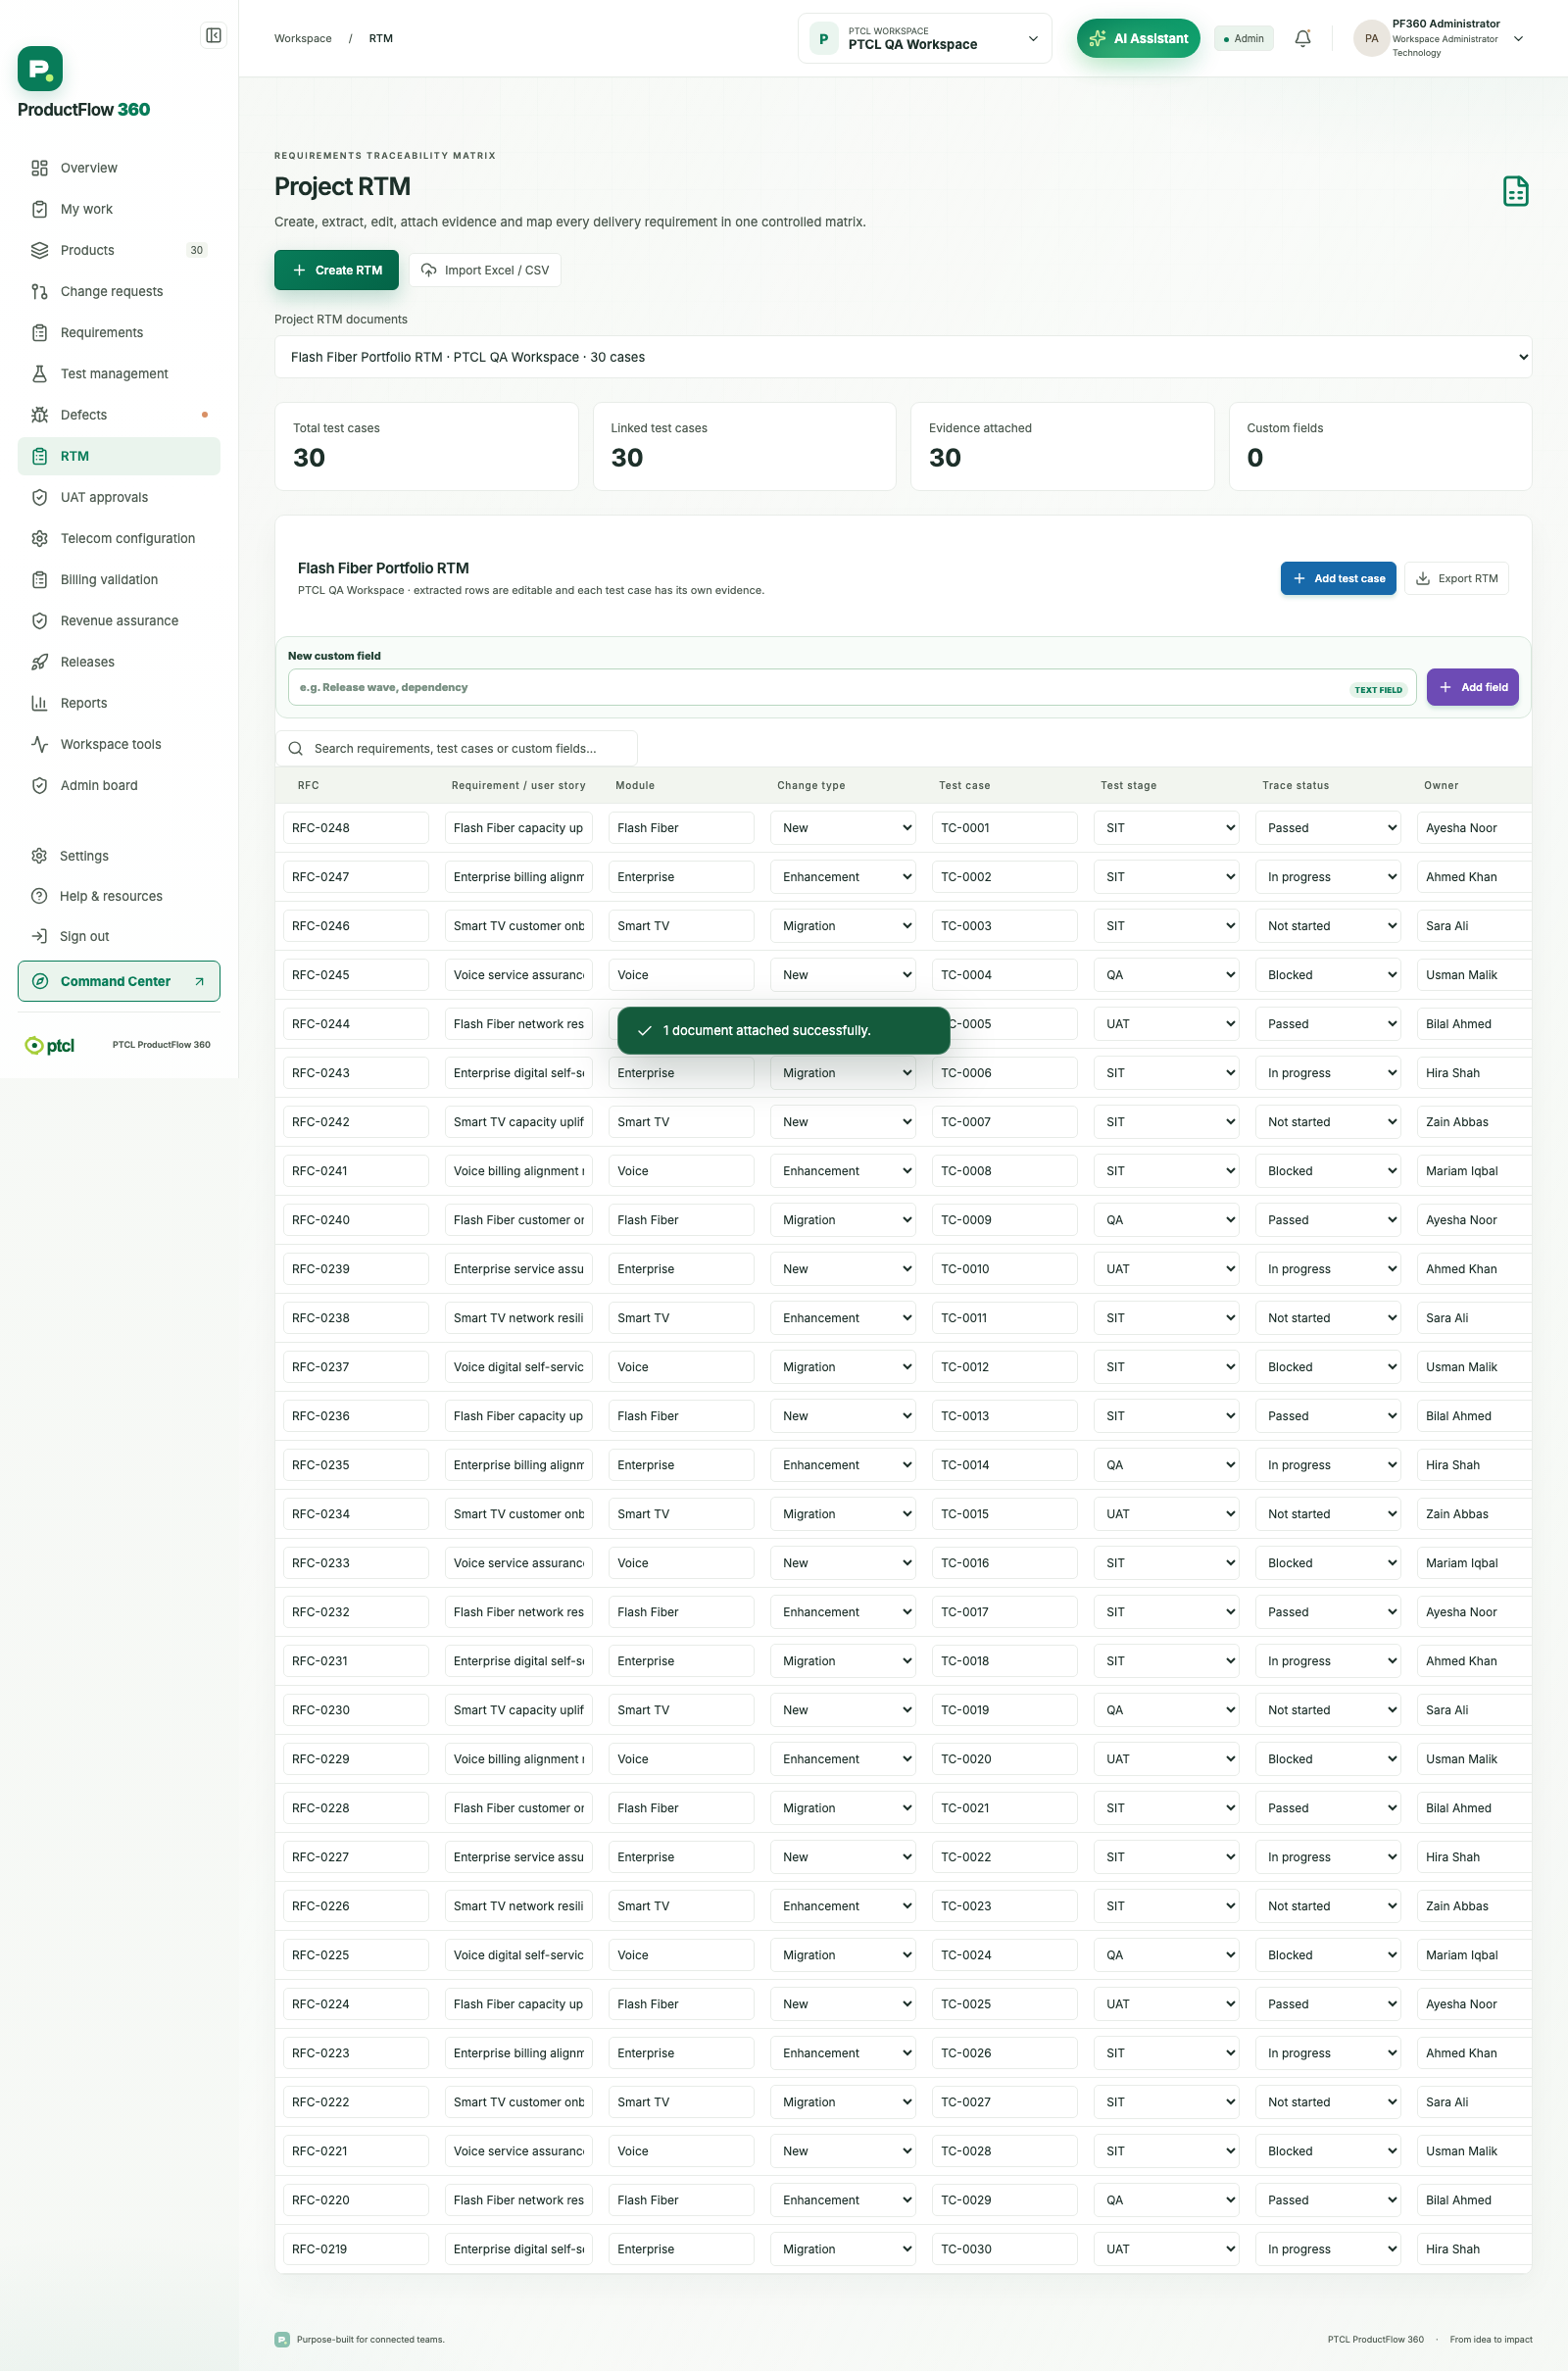 ProductFlow 360
Overview
My work
Products 30
Change requests
Requirements
Test management
Defects
RTM
UAT approvals
Telecom configuration
Billing validation
Revenue assurance
Releases
Reports
Workspace tools
Admin board
Settings
Help & resources
Sign out
Command Center
ptcl PTCL ProductFlow 360
Workspace / RTM
P
PTCL WORKSPACE
PTCL QA Workspace
AI Assistant
Admin
PA
PF360 Administrator
Workspace Administrator
Technology
REQUIREMENTS TRACEABILITY MATRIX
Project RTM
Create, extract, edit, attach evidence and map every delivery requirement in one controlled matrix.
Create RTM Import Excel / CSV
Project RTM documents
Flash Fiber Portfolio RTM · PTCL QA Workspace · 30 cases
Total test cases Linked test cases Evidence attached Custom fields
30 30 30 0
Flash Fiber Portfolio RTM
PTCL QA Workspace · extracted rows are editable and each test case has its own evidence.
Add test case Export RTM
New custom field
e.g. Release wave, dependency TEXT FIELD Add field
Search requirements, test cases or custom fields...
RFC Requirement / user story Module Change type Test case Test stage Trace status Owner
RFC-0248 Flash Fiber capacity up Flash Fiber New TC-0001 SIT Passed Ayesha Noor
RFC-0247 Enterprise billing alignm Enterprise Enhancement TC-0002 SIT In progress Ahmed Khan
RFC-0246 Smart TV customer onb Smart TV Migration TC-0003 SIT Not started Sara Ali
RFC-0245 Voice service assuranc Voice New TC-0004 QA Blocked Usman Malik
RFC-0244 Flash Fiber network res C-0005 UAT Passed Bilal Ahmed
1 document attached successfully.
RFC-0243 Enterprise digital self-s Enterprise Migration TC-0006 SIT In progress Hira Shah
RFC-0242 Smart TV capacity uplif Smart TV New TC-0007 SIT Not started Zain Abbas
RFC-0241 Voice billing alignment Voice Enhancement TC-0008 SIT Blocked Mariam Iqbal
RFC-0240 Flash Fiber customer or Flash Fiber Migration TC-0009 QA Passed Ayesha Noor
RFC-0239 Enterprise service assu Enterprise New TC-0010 UAT In progress Ahmed Khan
RFC-0238 Smart TV network resili Smart TV Enhancement TC-0011 SIT Not started Sara Ali
RFC-0237 Voice digital self-servic Voice Migration TC-0012 SIT Blocked Usman Malik
RFC-0236 Flash Fiber capacity up Flash Fiber New TC-0013 SIT Passed Bilal Ahmed
RFC-0235 Enterprise billing alignm Enterprise Enhancement TC-0014 QA In progress Hira Shah
RFC-0234 Smart TV customer onb Smart TV Migration TC-0015 UAT Not started Zain Abbas
RFC-0233 Voice service assuranc Voice New TC-0016 SIT Blocked Mariam Iqbal
RFC-0232 Flash Fiber network res Flash Fiber Enhancement TC-0017 SIT Passed Ayesha Noor
RFC-0231 Enterprise digital self-s Enterprise Migration TC-0018 SIT In progress Ahmed Khan
RFC-0230 Smart TV capacity uplif Smart TV New TC-0019 QA Not started Sara Ali
RFC-0229 Voice billing alignment Voice Enhancement TC-0020 UAT Blocked Usman Malik
RFC-0228 Flash Fiber customer or Flash Fiber Migration TC-0021 SIT Passed Bilal Ahmed
RFC-0227 Enterprise service assu Enterprise New TC-0022 SIT In progress Hira Shah
RFC-0226 Smart TV network resili Smart TV Enhancement TC-0023 SIT Not started Zain Abbas
RFC-0225 Voice digital self-servic Voice Migration TC-0024 QA Blocked Mariam Iqbal
RFC-0224 Flash Fiber capacity up Flash Fiber New TC-0025 UAT Passed Ayesha Noor
RFC-0223 Enterprise billing alignm Enterprise Enhancement TC-0026 SIT In progress Ahmed Khan
RFC-0222 Smart TV customer onb Smart TV Migration TC-0027 SIT Not started Sara Ali
RFC-0221 Voice service assuranc Voice New TC-0028 SIT Blocked Usman Malik
RFC-0220 Flash Fiber network res Flash Fiber Enhancement TC-0029 QA Passed Bilal Ahmed
RFC-0219 Enterprise digital self-s Enterprise Migration TC-0030 UAT In progress Hira Shah
P. Purpose-built for connected teams.
PTCL ProductFlow 360 · From idea to impact